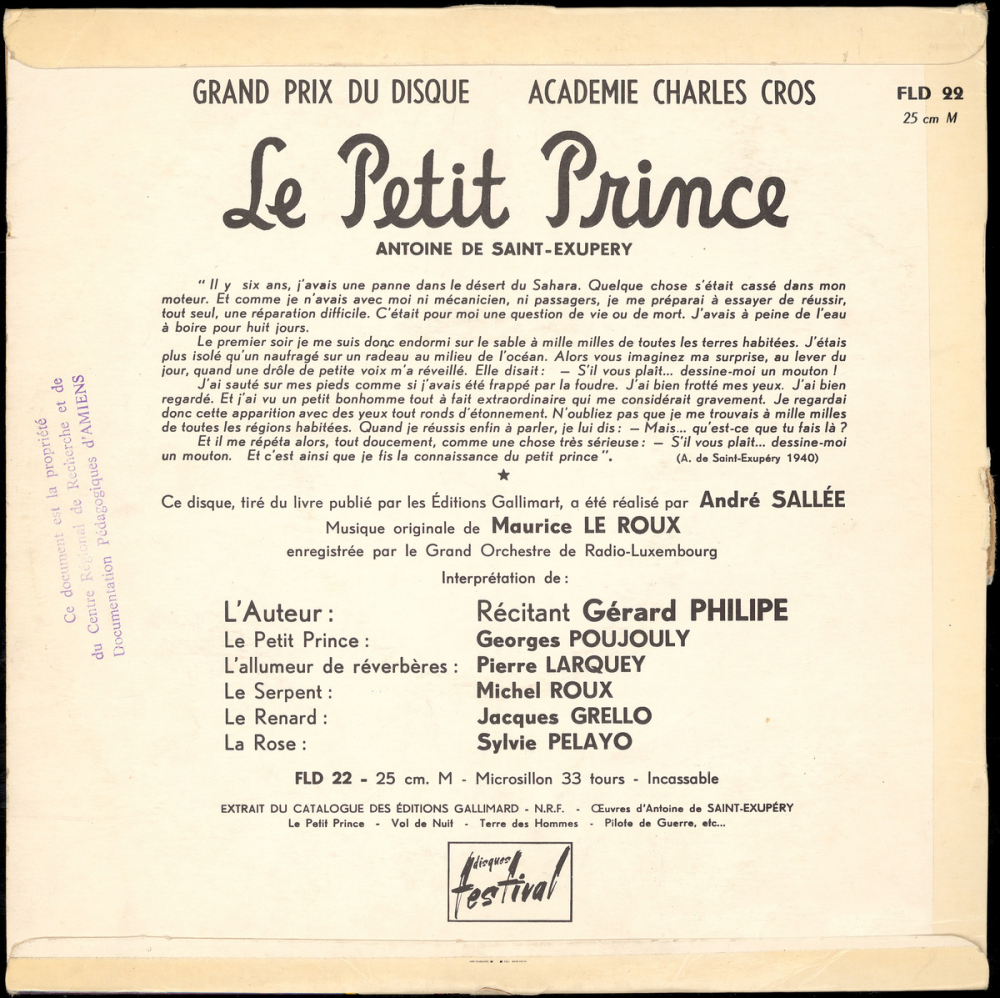 GRAND PRIX DU DISQUE ACADEMIE CHARLES CROS
FLD 22
25 cm M
Le Petit Prince
ANTOINE DE SAINT-EXUPERY
" Il y six ans, j'avais une panne dans le désert du Sahara. Quelque chose s'était cassé dans mon
moteur. Et comme je n'avais avec moi ni mécanicien, ni passagers, je me préparai à essayer de réussir,
tout seul, une réparation difficile. C'était pour moi une question de vie ou de mort. J'avais à peine de l'eau
à boire pour huit jours.
Le premier soir je me suis donc endormi sur le sable à mille milles de toutes les terres habitées. J'étais
plus isolé qu'un naufragé sur un radeau au milieu de l'océan. Alors vous imaginez ma surprise, au lever du
jour, quand une drôle de petite voix m'a réveillé. Elle disait : — S'il vous plaît... dessine-moi un mouton !
J'ai sauté sur mes pieds comme si j'avais été frappé par la foudre. J'ai bien frotté mes yeux. J'ai bien
regardé. Et j'ai vu un petit bonhomme tout à fait extraordinaire qui me considérait gravement. Je regardai
donc cette apparition avec des yeux tout ronds d'étonnement. N'oubliez pas que je me trouvais à mille milles
de toutes les régions habitées. Quand je réussis enfin à parler, je lui dis : — Mais... qu'est-ce que tu fais là ?
Et il me répéta alors, tout doucement, comme une chose très sérieuse : — S'il vous plaît... dessine-moi
un mouton. Et c'est ainsi que je fis la connaissance du petit prince ". (A. de Saint-Exupéry 1940)
★
Ce disque, tiré du livre publié par les Éditions Gallimart, a été réalisé par André SALLÉE
Musique originale de Maurice LE ROUX
enregistrée par le Grand Orchestre de Radio-Luxembourg
Interprétation de :
L'Auteur : Récitant Gérard PHILIPE
Le Petit Prince : Georges POUJOULY
L'allumeur de réverbères : Pierre LARQUEY
Le Serpent : Michel ROUX
Le Renard : Jacques GRELLO
La Rose : Sylvie PELAYO
FLD 22 - 25 cm. M - Microsillon 33 tours - Incassable
EXTRAIT DU CATALOGUE DES ÉDITIONS GALLIMARD - N.R.F. - Œuvres d'Antoine de SAINT-EXUPÉRY
Le Petit Prince - Vol de Nuit - Terre des Hommes - Pilote de Guerre, etc...
disques
festival
Ce document est la propriété
du Centre Régional de Recherche et de
Documentation Pédagogiques d'AMIENS